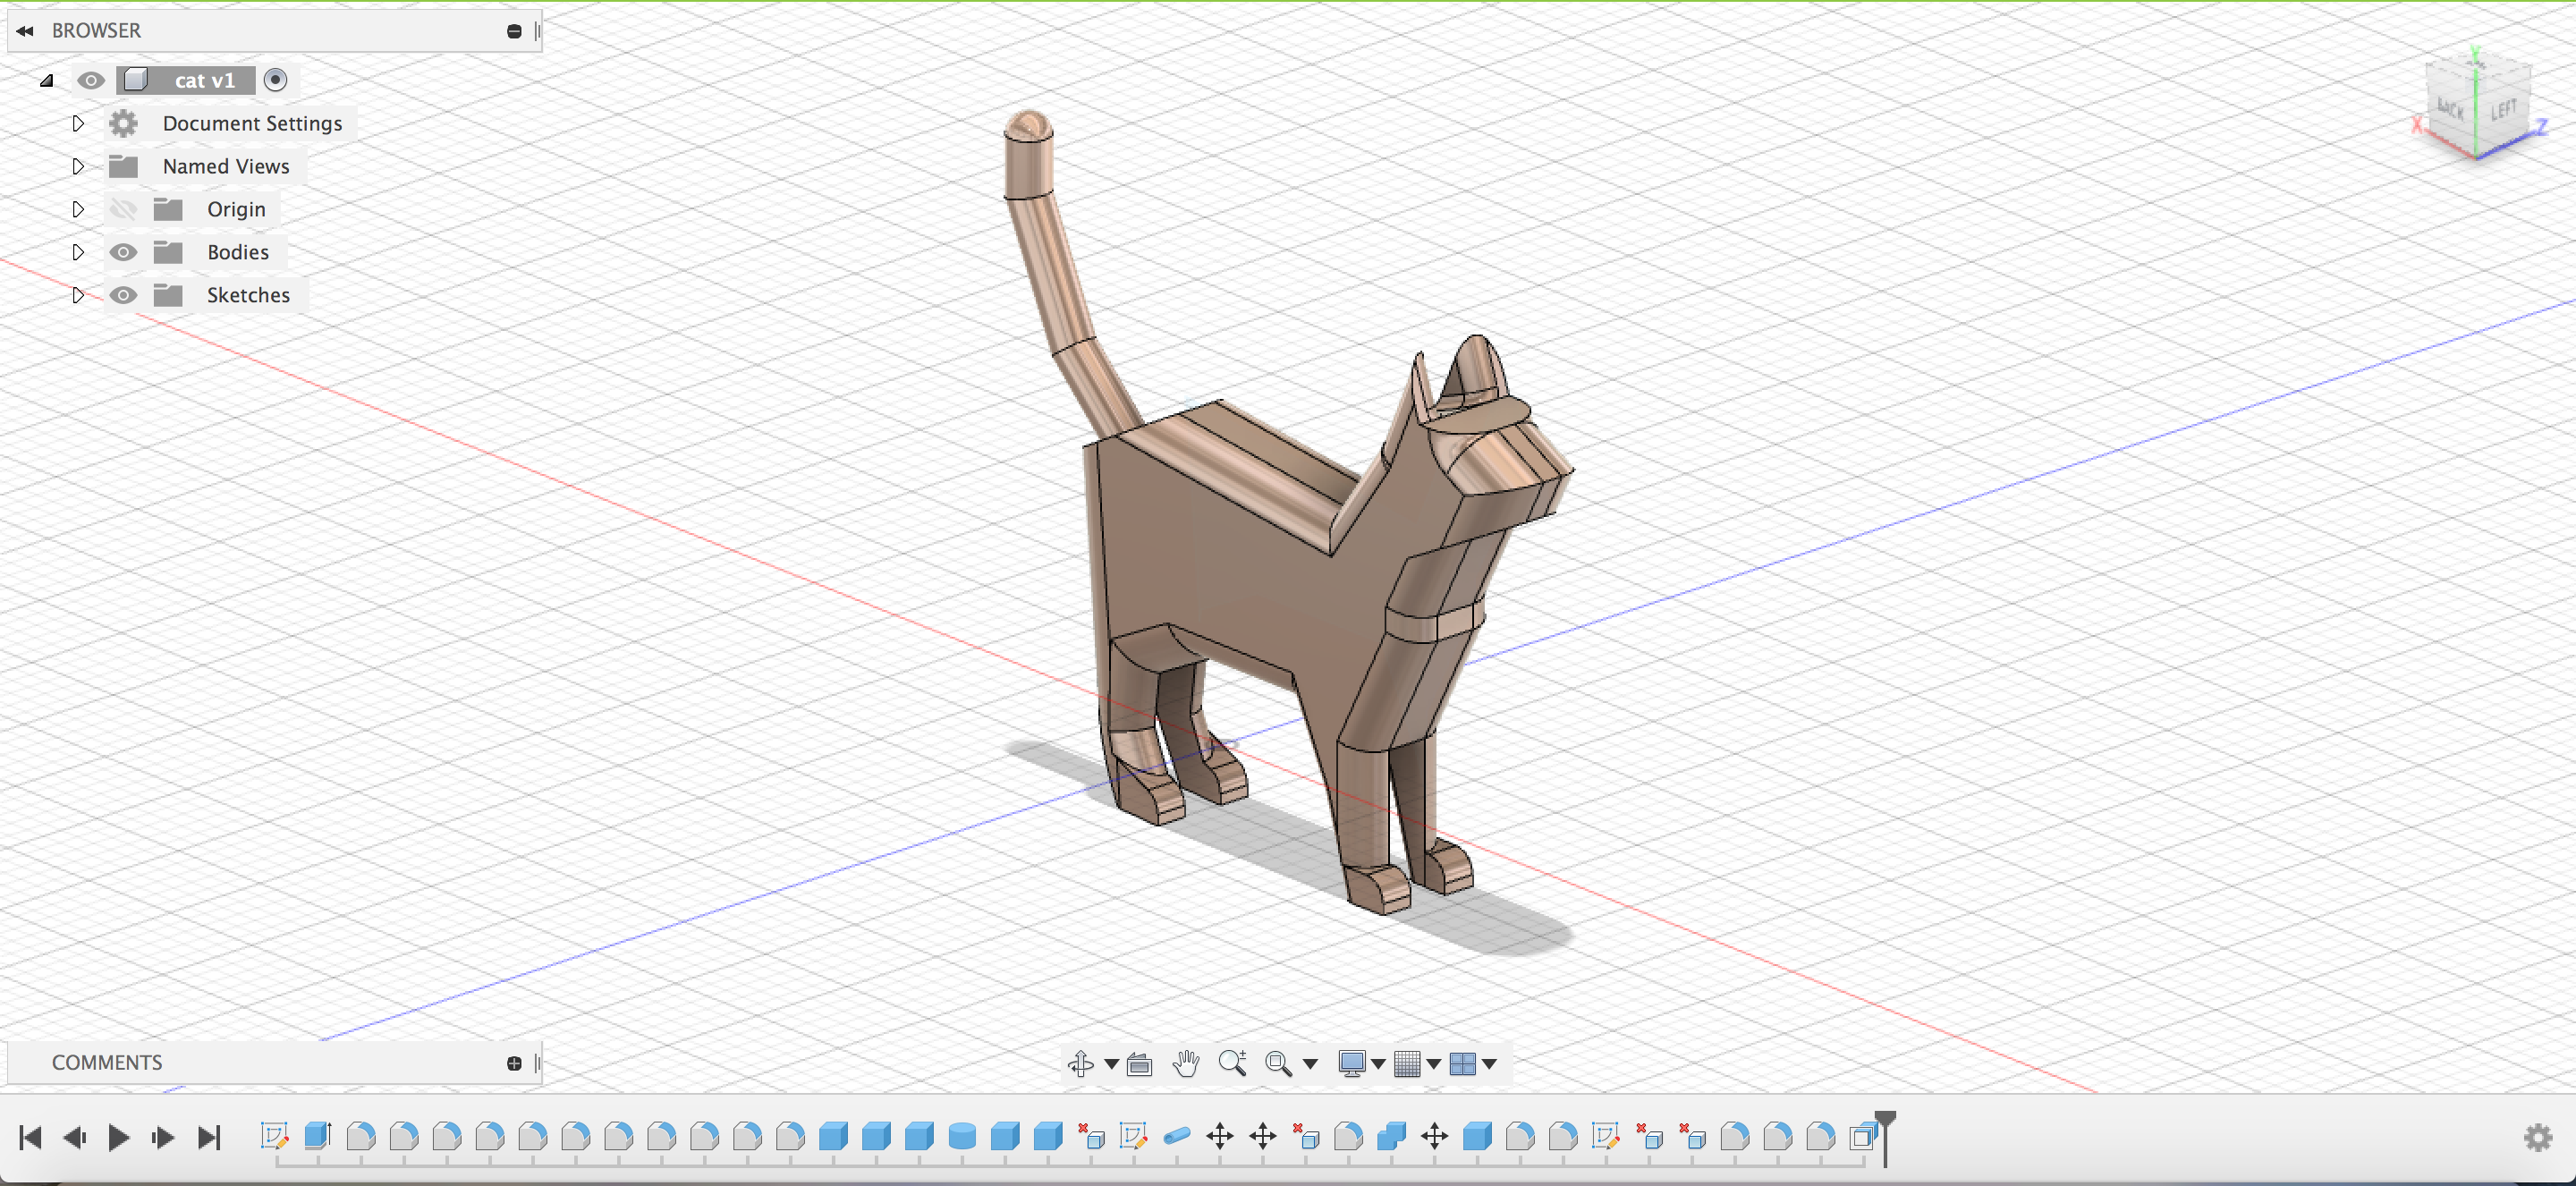 BROWSER
cat v1
Document Settings
Named Views
Origin
Bodies
Sketches
Y
BACK
LEFT
X
Z
COMMENTS